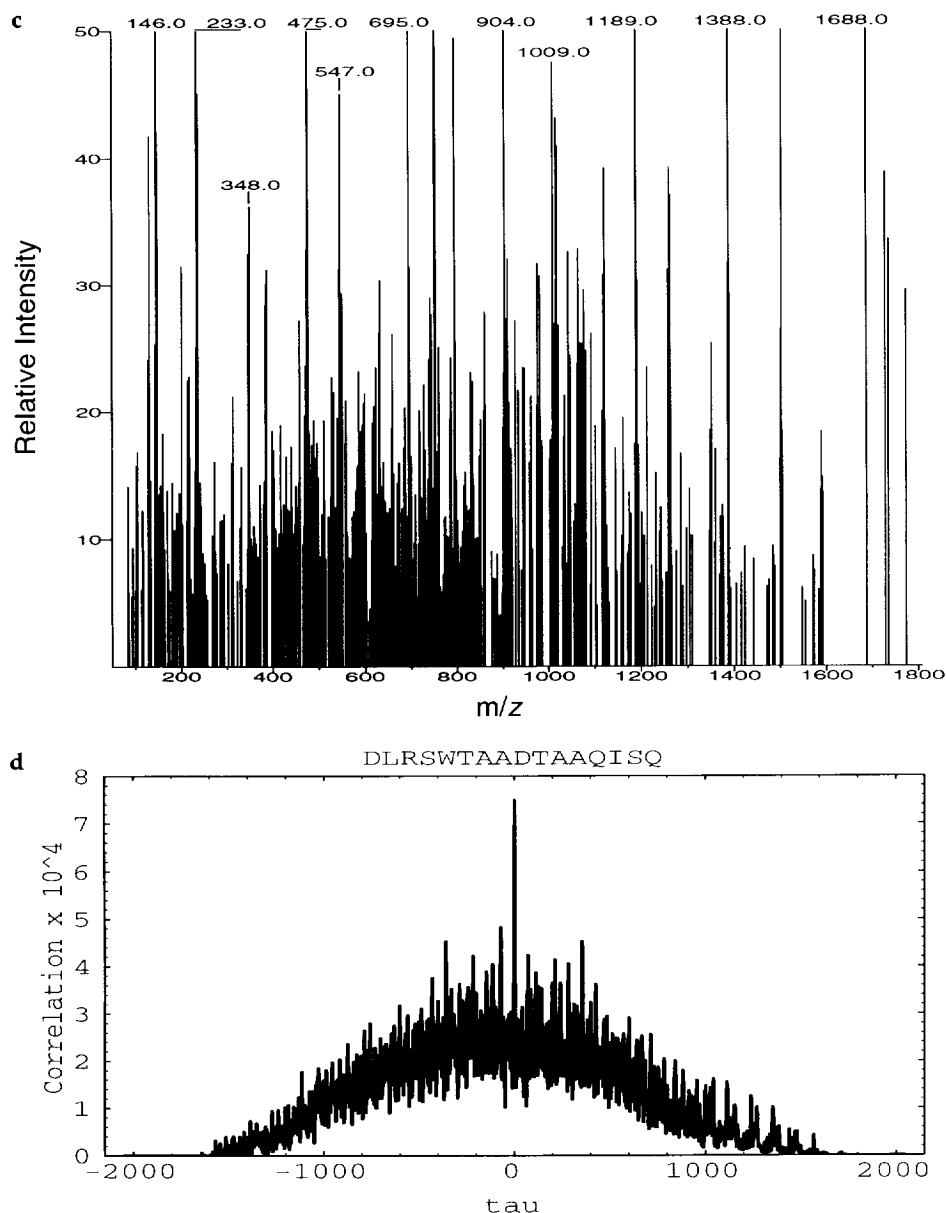 c
146.0 233.0 475.0 695.0 904.0 1189.0 1388.0 1688.0
50
1009.0
547.0
40
348.0
30
20
10
Relative Intensity
200 400 600 800 1000 1200 1400 1600 1800
m/z
d
DLRSWTAADTAAQISQ
8
7
6
5
4
3
2
1
0
Correlation x 10^4
-2000 -1000 0 1000 2000
tau